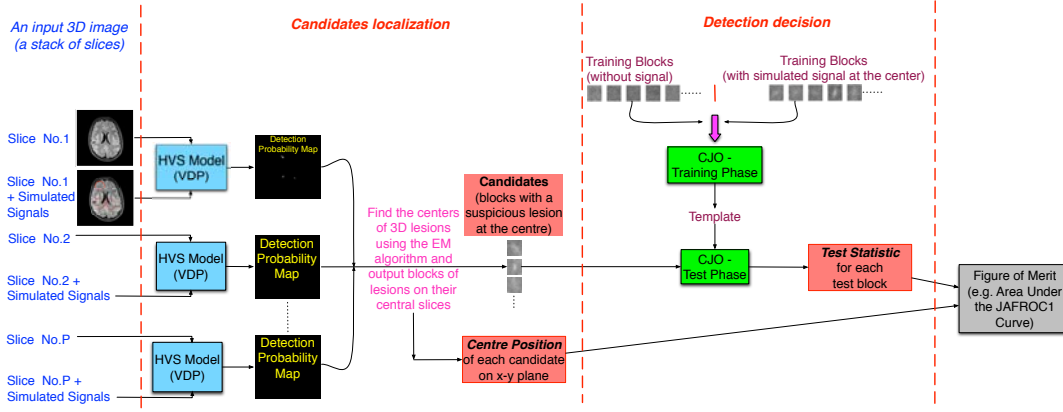 An input 3D image
(a stack of slices)
Candidates localization
Detection decision
Slice No.1
Slice No.1
+ Simulated
Signals
HVS Model
(VDP)
Detection
Probability Map
Slice No.2
Slice No.2 +
Simulated Signals
HVS Model
(VDP)
Detection
Probability
Map
Slice No.P
Slice No.P +
Simulated Signals
HVS Model
(VDP)
Detection
Probability
Map
Find the centers
of 3D lesions
using the EM
algorithm and
output blocks of
lesions on their
central slices
Candidates
(blocks with a
suspicious lesion
at the centre)
Centre Position
of each candidate
on x-y plane
Training Blocks
(without signal)
Training Blocks
(with simulated signal at the center)
CJO -
Training Phase
Template
CJO -
Test Phase
Test Statistic
for each
test block
Figure of Merit
(e.g. Area Under
the JAFROC1
Curve)